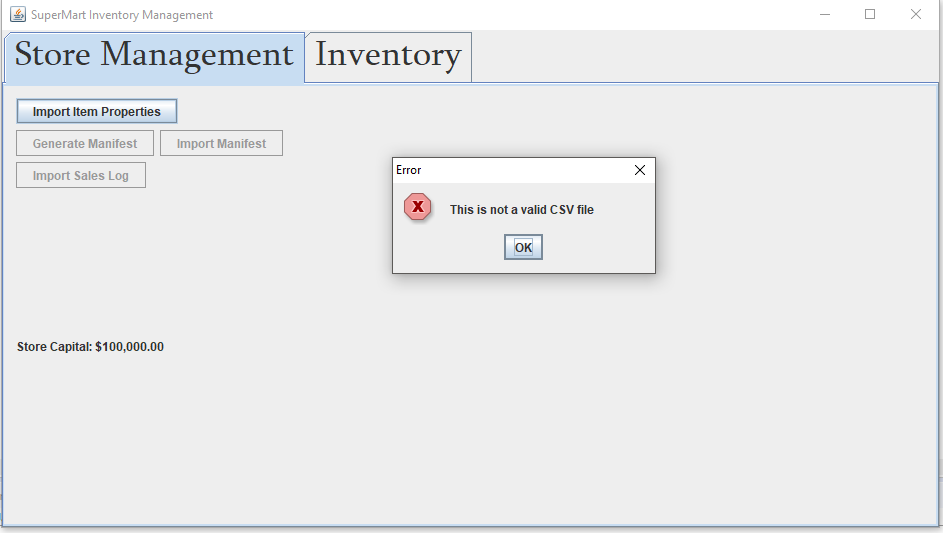 SuperMart Inventory Management
Store Management Inventory
Import Item Properties
Generate Manifest Import Manifest
Import Sales Log
Error
X
This is not a valid CSV file
OK
Store Capital: $100,000.00